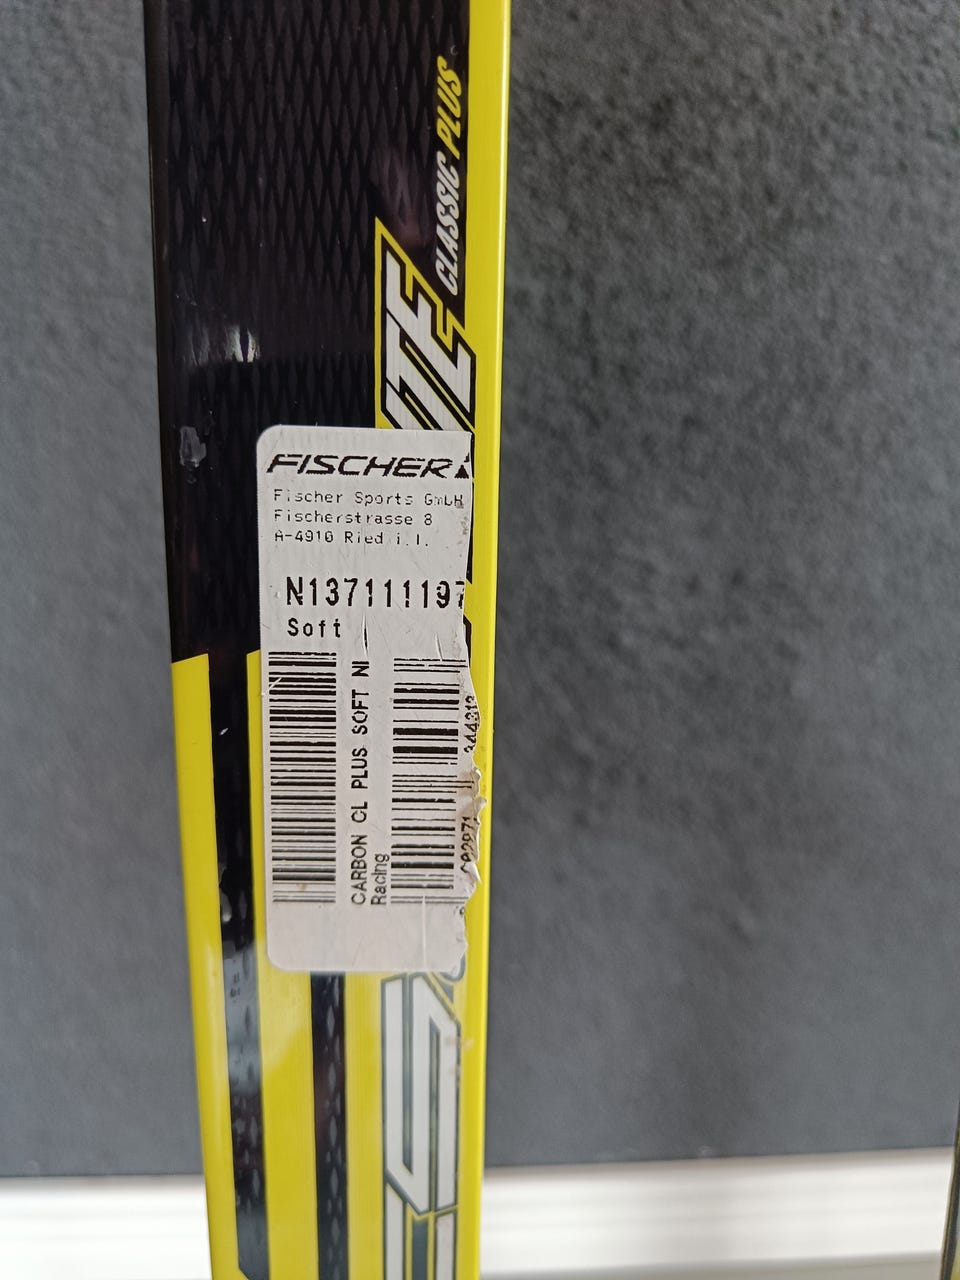 CLASSIC PLUS
FISCHER
Fischer Sports GmbH
Fischerstrasse 8
A-4910 Ried i.I.
N137111197
Soft
CARBON CL PLUS SOFT NI
Racing